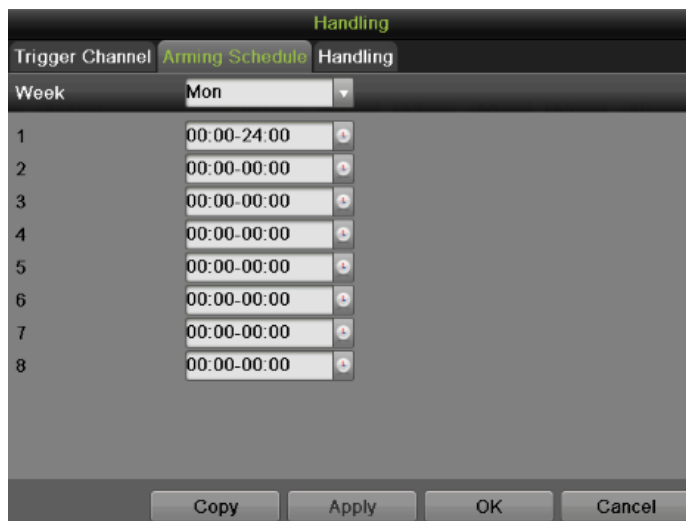 Handling
Trigger Channel Arming Schedule Handling
Week Mon
1 00:00-24:00
2 00:00-00:00
3 00:00-00:00
4 00:00-00:00
5 00:00-00:00
6 00:00-00:00
7 00:00-00:00
8 00:00-00:00
Copy Apply OK Cancel